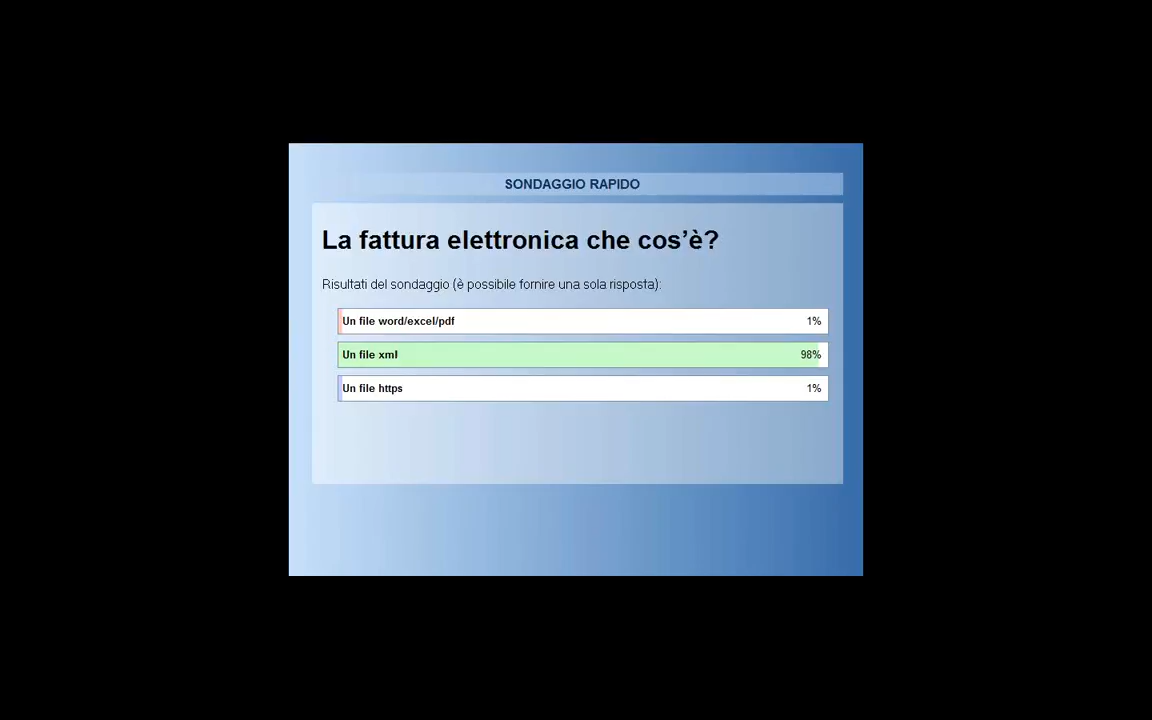 SONDAGGIO RAPIDO
La fattura elettronica che cos’è?
Risultati del sondaggio (è possibile fornire una sola risposta):
Un file word/excel/pdf 1%
Un file xml 98%
Un file https 1%